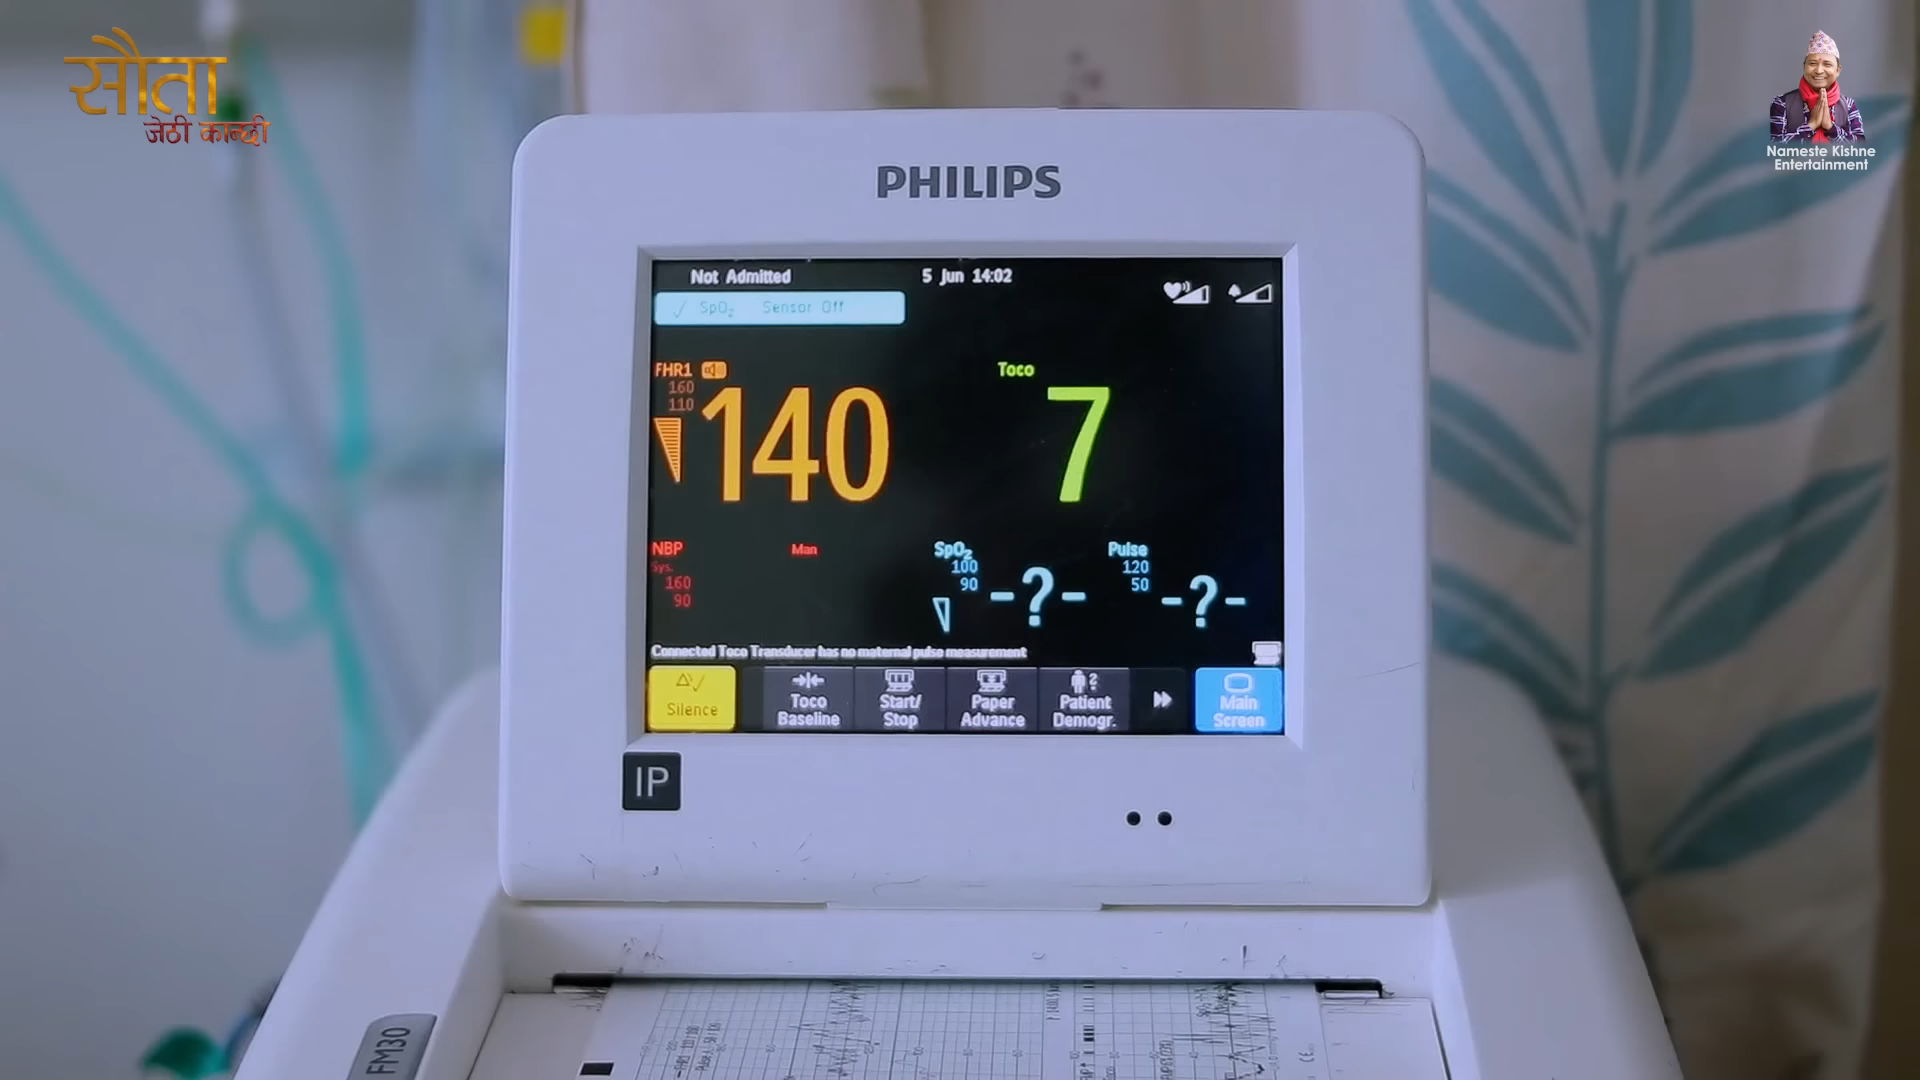 सौता
जेठी कान्छी
Nameste Kishne
Entertainment
PHILIPS
Not Admitted
5 Jun 14:02
SpO₂ Sensor Off
FHR1
160
110
140
Toco
7
NBP
Man
Sys.
160
90
SpO₂
100
90
-?-
Pulse
120
50
-?-
Connected Toco Transducer has no maternal pulse measurement
Silence
Toco
Baseline
Start/
Stop
Paper
Advance
Patient
Demogr.
Main
Screen
IP
FM30